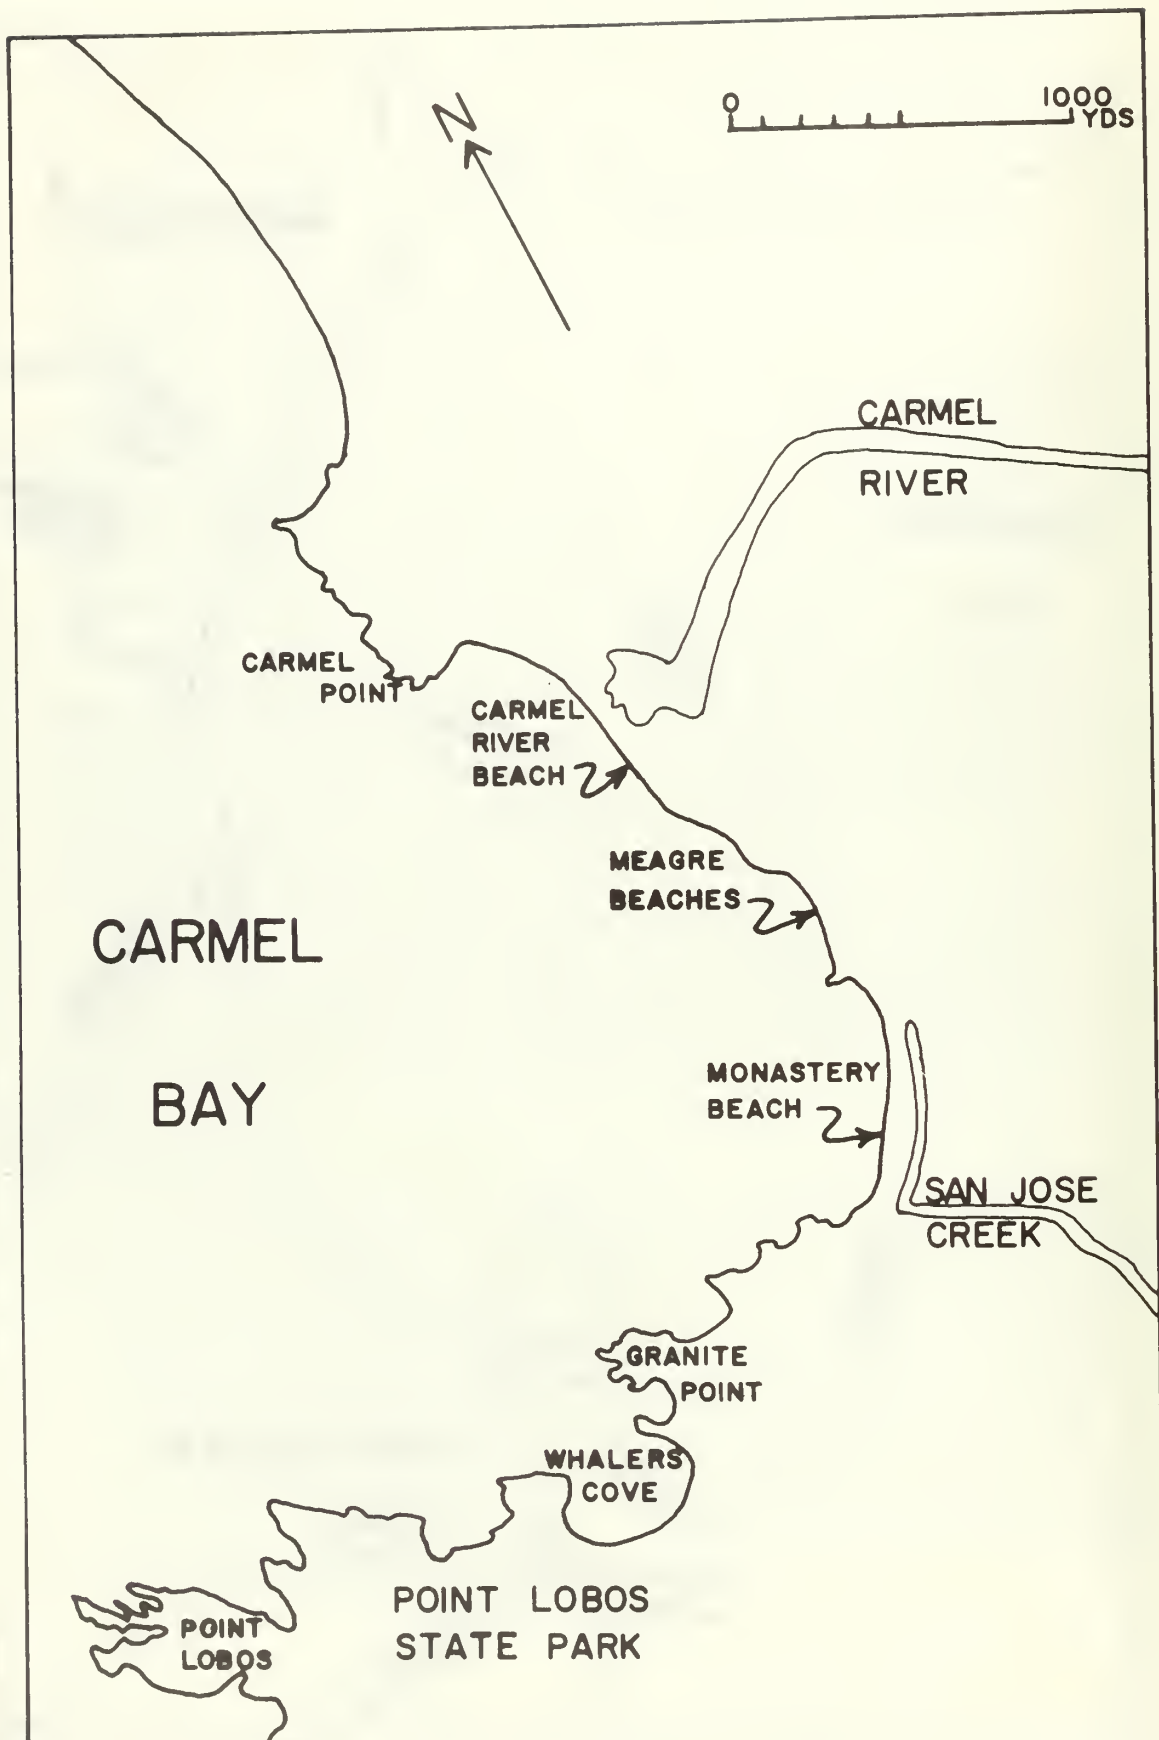 N
0 1000
YDS
CARMEL
RIVER
CARMEL
POINT
CARMEL
RIVER
BEACH
MEAGRE
BEACHES
CARMEL
BAY
MONASTERY
BEACH
SAN JOSE
CREEK
GRANITE
POINT
WHALERS
COVE
POINT LOBOS
STATE PARK
POINT
LOBOS